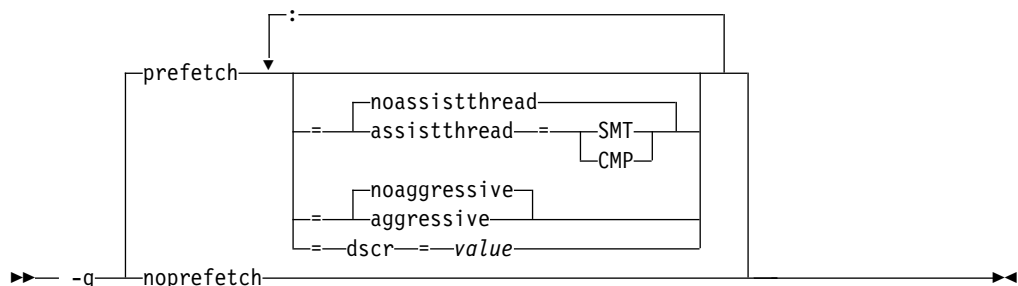 :
prefetch
noassistthread
= assistthread = SMT
CMP
noaggressive
= aggressive
= dscr = value
-q noprefetch